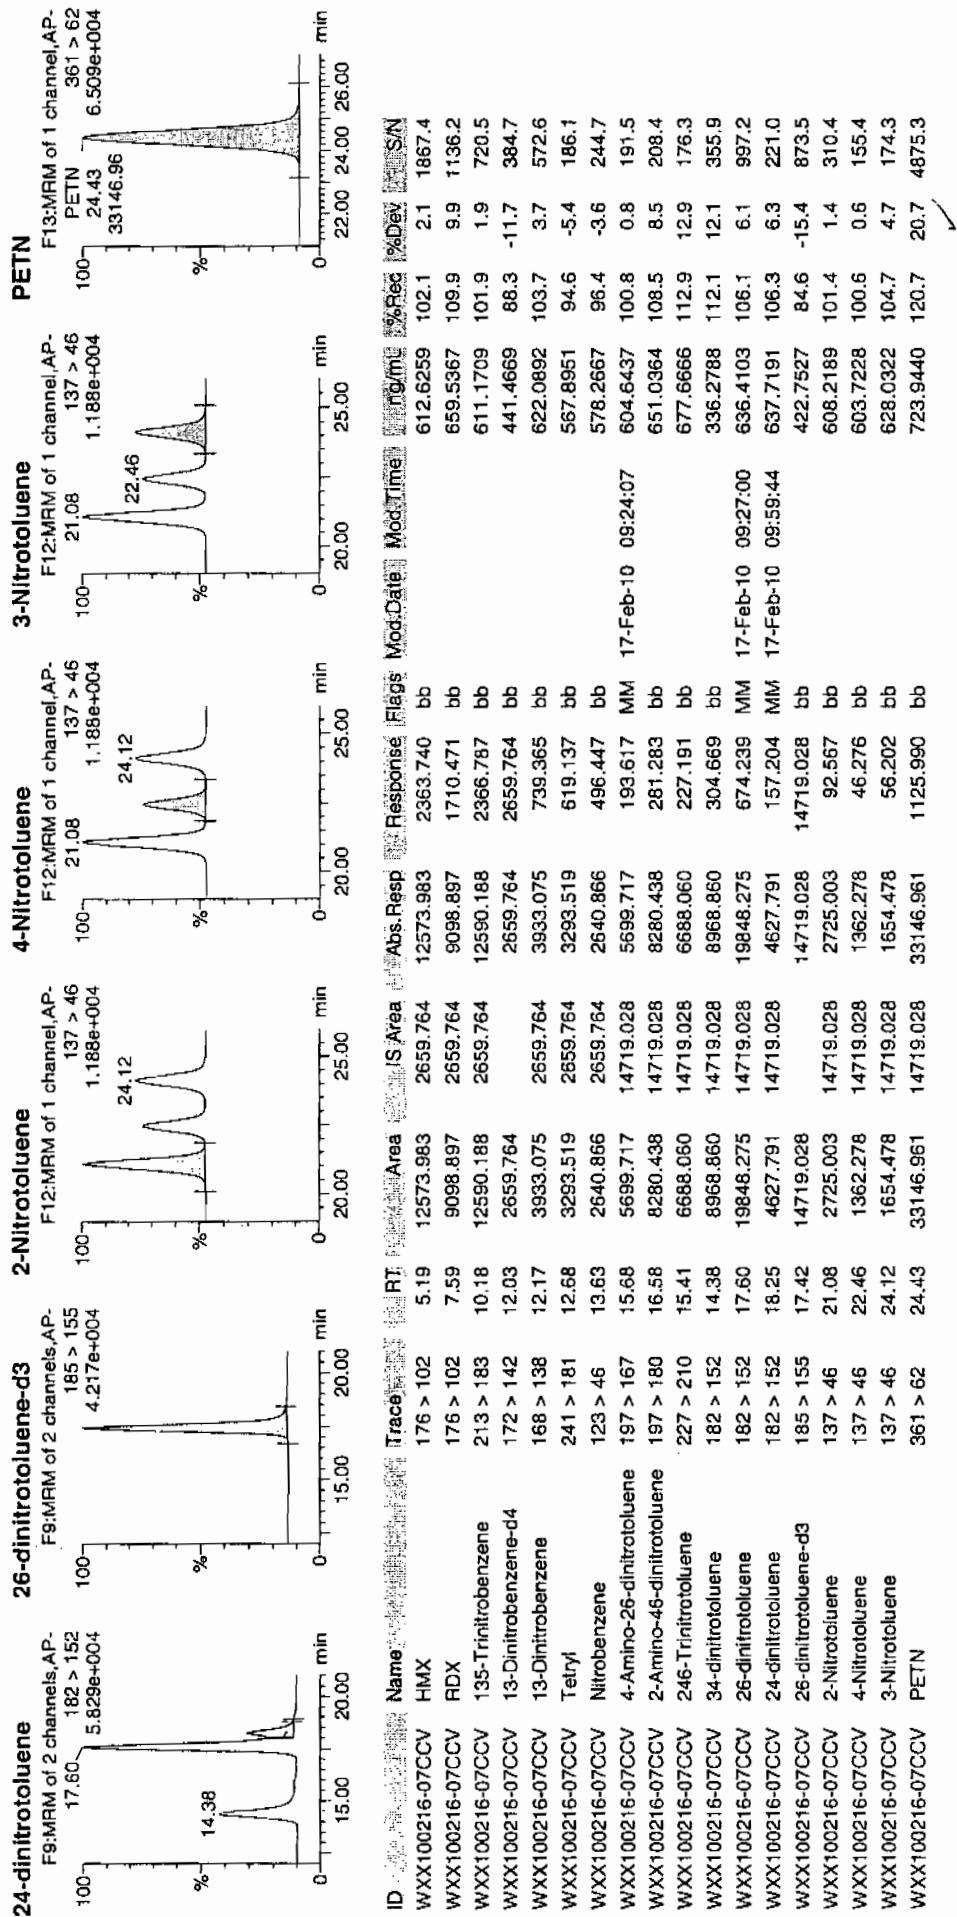 24-dinitrotoluene
F9:MRM of 2 channels,AP-
182 > 152
5.829e+004
100
17.60
14.38
%
0
15.00 20.00 min
26-dinitrotoluene-d3
F9:MRM of 2 channels,AP-
185 > 155
4.217e+004
100
%
0
15.00 20.00 min
2-Nitrotoluene
F12:MRM of 1 channel,AP-
137 > 46
1.188e+004
100
24.12
%
0
20.00 25.00 min
4-Nitrotoluene
F12:MRM of 1 channel,AP-
137 > 46
1.188e+004
100
21.08
24.12
%
0
20.00 25.00 min
3-Nitrotoluene
F12:MRM of 1 channel,AP-
137 > 46
1.188e+004
100
21.08
22.46
%
0
20.00 25.00 min
PETN
F13:MRM of 1 channel,AP-
361 > 62
6.509e+004
100
PETN
24.43
33146.96
%
0
22.00 24.00 26.00 min
ID Name Trace RT Area IS Area Abs.Resp Response Flags Mod.Date Mod.Time ng/mL %Rec %Dev S/N
WXX100216-07CCV HMX 176 > 102 5.19 12573.983 2659.764 12573.983 2363.740 bb 612.6259 102.1 2.1 1867.4
WXX100216-07CCV RDX 176 > 102 7.59 9098.897 2659.764 9098.897 1710.471 bb 659.5367 109.9 9.9 1136.2
WXX100216-07CCV 135-Trinitrobenzene 213 > 183 10.18 12590.188 2659.764 12590.188 2366.787 bb 611.1709 101.9 1.9 720.5
WXX100216-07CCV 13-Dinitrobenzene-d4 172 > 142 12.03 2659.764 2659.764 2659.764 bb 441.4669 88.3 -11.7 384.7
WXX100216-07CCV 13-Dinitrobenzene 168 > 138 12.17 3933.075 2659.764 3933.075 739.365 bb 622.0892 103.7 3.7 572.6
WXX100216-07CCV Tetryl 241 > 181 12.68 3293.519 2659.764 3293.519 619.137 bb 567.8951 94.6 -5.4 186.1
WXX100216-07CCV Nitrobenzene 123 > 46 13.63 2640.866 2659.764 2640.866 496.447 bb 578.2667 96.4 -3.6 244.7
WXX100216-07CCV 4-Amino-26-dinitrotoluene 197 > 167 15.68 5699.717 14719.028 5699.717 193.617 MM 17-Feb-10 09:24:07 604.6437 100.8 0.8 191.5
WXX100216-07CCV 2-Amino-46-dinitrotoluene 197 > 180 16.58 8280.438 14719.028 8280.438 281.283 bb 651.0364 108.5 8.5 208.4
WXX100216-07CCV 246-Trinitrotoluene 227 > 210 15.41 6688.060 14719.028 6688.060 227.191 bb 677.6666 112.9 12.9 176.3
WXX100216-07CCV 34-dinitrotoluene 182 > 152 14.38 8968.860 14719.028 8968.860 304.669 bb 336.2788 112.1 12.1 355.9
WXX100216-07CCV 26-dinitrotoluene 182 > 152 17.60 19848.275 14719.028 19848.275 674.239 MM 17-Feb-10 09:27:00 636.4103 106.1 6.1 997.2
WXX100216-07CCV 24-dinitrotoluene 182 > 152 18.25 4627.791 14719.028 4627.791 157.204 MM 17-Feb-10 09:59:44 637.7191 106.3 6.3 221.0
WXX100216-07CCV 26-dinitrotoluene-d3 185 > 155 17.42 14719.028 14719.028 14719.028 bb 422.7527 84.6 -15.4 873.5
WXX100216-07CCV 2-Nitrotoluene 137 > 46 21.08 2725.003 14719.028 2725.003 92.567 bb 608.2189 101.4 1.4 310.4
WXX100216-07CCV 4-Nitrotoluene 137 > 46 22.46 1362.278 14719.028 1362.278 46.276 bb 603.7228 100.6 0.6 155.4
WXX100216-07CCV 3-Nitrotoluene 137 > 46 24.12 1654.478 14719.028 1654.478 56.202 bb 628.0322 104.7 4.7 174.3
WXX100216-07CCV PETN 361 > 62 24.43 33146.961 14719.028 33146.961 1125.990 bb 723.9440 120.7 20.7 4875.3